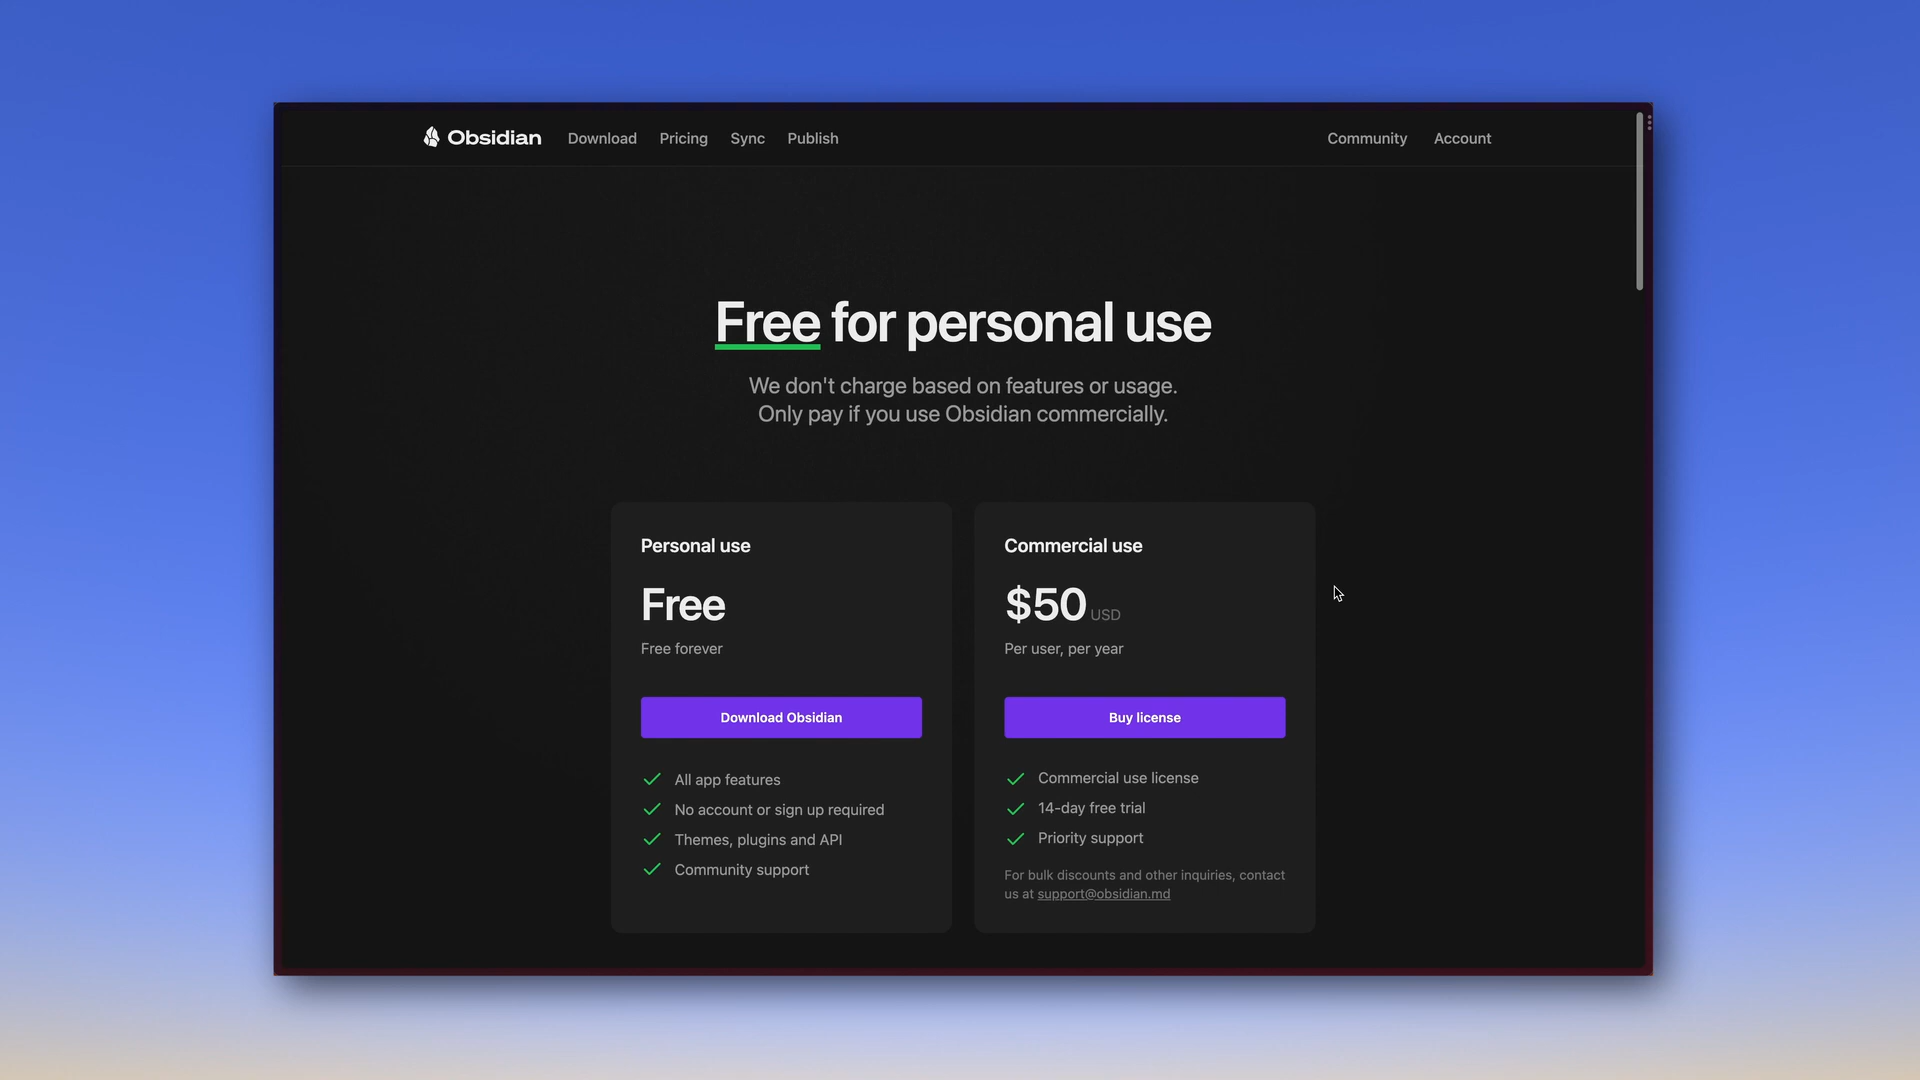 Obsidian Download Pricing Sync Publish Community Account
Free for personal use
We don't charge based on features or usage.
Only pay if you use Obsidian commercially.
Personal use
Free
Free forever
Download Obsidian
All app features
No account or sign up required
Themes, plugins and API
Community support
Commercial use
$50 USD
Per user, per year
Buy license
Commercial use license
14-day free trial
Priority support
For bulk discounts and other inquiries, contact
us at support@obsidian.md